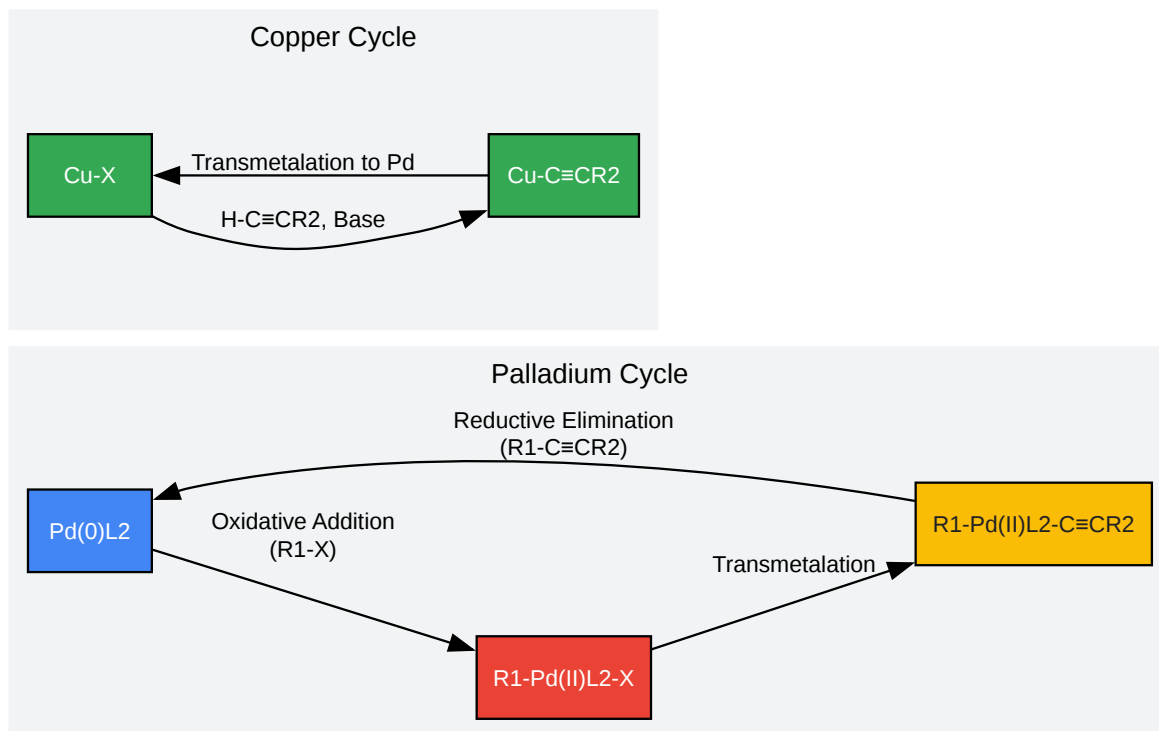 Copper Cycle
Transmetalation to Pd
Cu-X
Cu-C≡CR2
H-C≡CR2, Base
Palladium Cycle
Reductive Elimination
(R1-C≡CR2)
Pd(0)L2
Oxidative Addition
(R1-X)
R1-Pd(II)L2-C≡CR2
Transmetalation
R1-Pd(II)L2-X